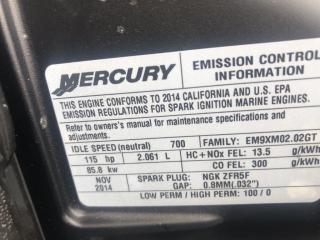 MERCURY
EMISSION CONTROL
INFORMATION
THIS ENGINE CONFORMS TO 2014 CALIFORNIA AND U.S. EPA
EMISSION REGULATIONS FOR SPARK IGNITION MARINE ENGINES.
Refer to owners's manual for maintenance specifications and
adjustments.
IDLE SPEED (neutral) 700 FAMILY: EM9XM02.02GT
115 hp 2.061 L HC+NOx FEL: 13.5 g/kWh
85.8 kw CO FEL: 300 g/kWh
NOV
2014
SPARK PLUG: NGK ZFR5F
GAP: 0.8MM(.032")
LOW PERM / HIGH PERM: 100 / 0